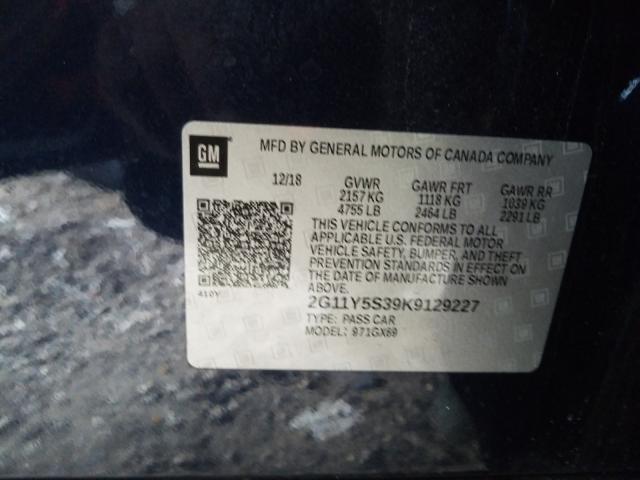 GM
MFD BY GENERAL MOTORS OF CANADA COMPANY
12/18 GVWR GAWR FRT GAWR RR
2157 KG 1118 KG 1039 KG
4755 LB 2464 LB 2291 LB
THIS VEHICLE CONFORMS TO ALL
APPLICABLE U.S. FEDERAL MOTOR
VEHICLE SAFETY, BUMPER, AND THEFT
PREVENTION STANDARDS IN EFFECT ON
THE DATE OF MANUFACTURE SHOWN
ABOVE.
410Y
2G11Y5S39K9129227
TYPE: PASS CAR
MODEL: 971GX69